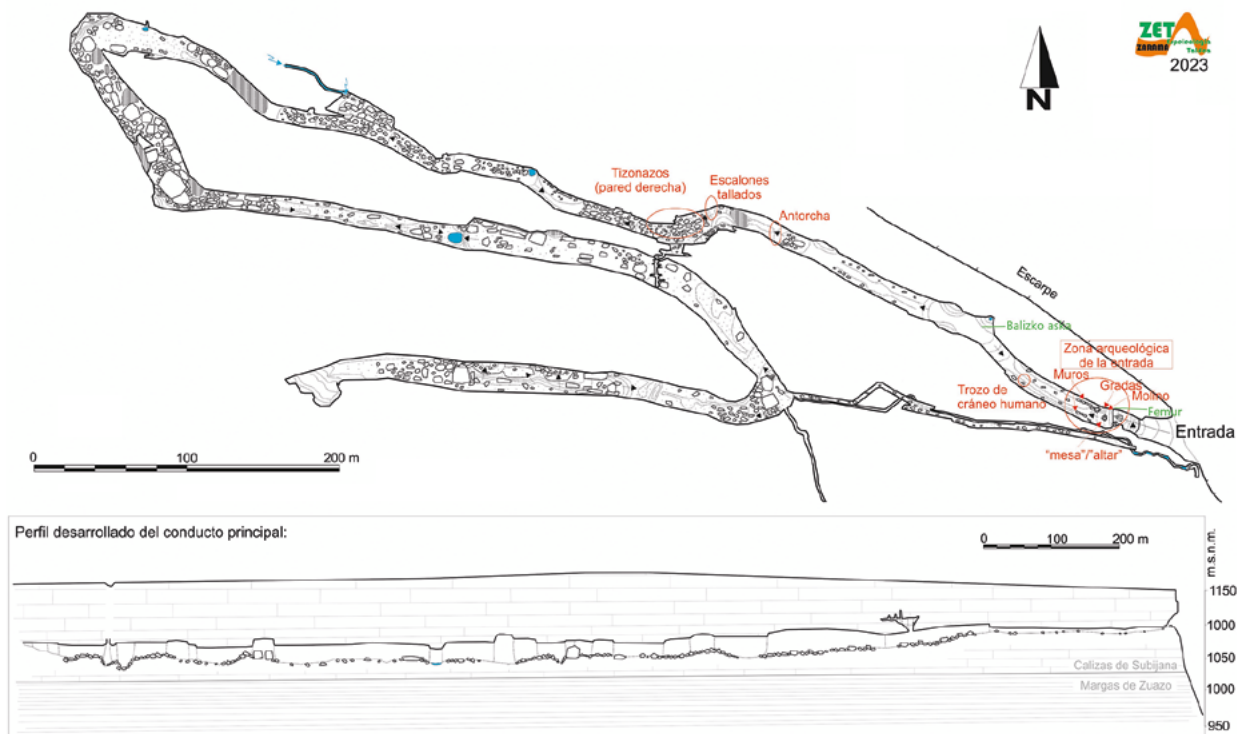 ZET
ZARAMA
2023
N
Tizonazos
(pared derecha)
Escalones
tallados
Antorcha
Escarpe
Balizko aska
Zona arqueológica
de la entrada
Muros
Gradas
Molino
Trozo de
cráneo humano
Femur
Entrada
"mesa"/"altar"
0 100 200 m
Perfil desarrollado del conducto principal:
0 100 200 m
m.s.n.m.
1150
1000
1050
Calizas de Subijana
1000
Margas de Zuazo
950